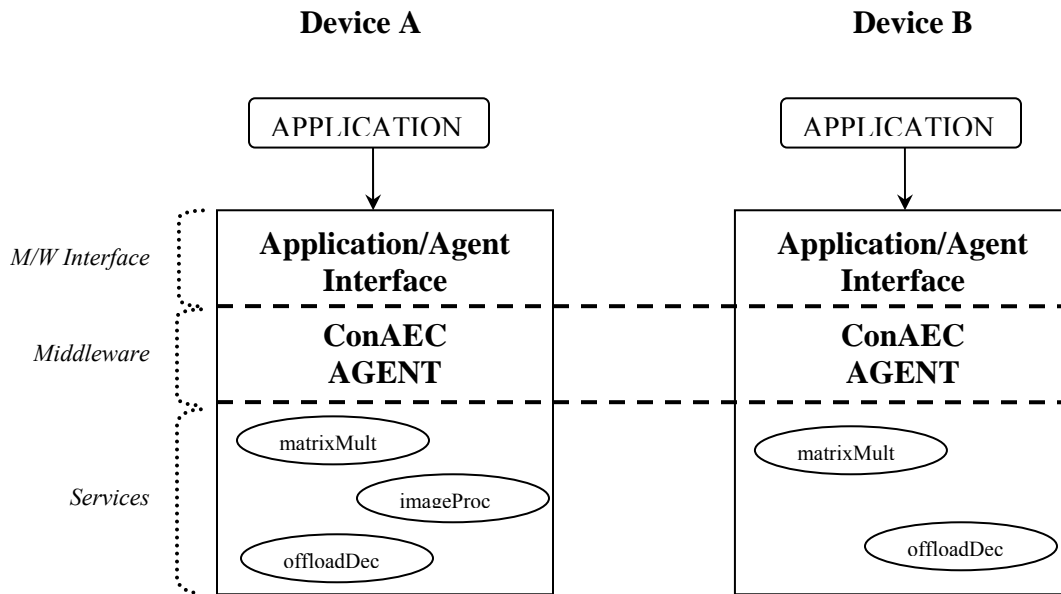 Device A
Device B
APPLICATION
APPLICATION
M/W Interface
Application/Agent
Interface
Application/Agent
Interface
Middleware
ConAEC
AGENT
ConAEC
AGENT
Services
matrixMult
imageProc
offloadDec
matrixMult
offloadDec